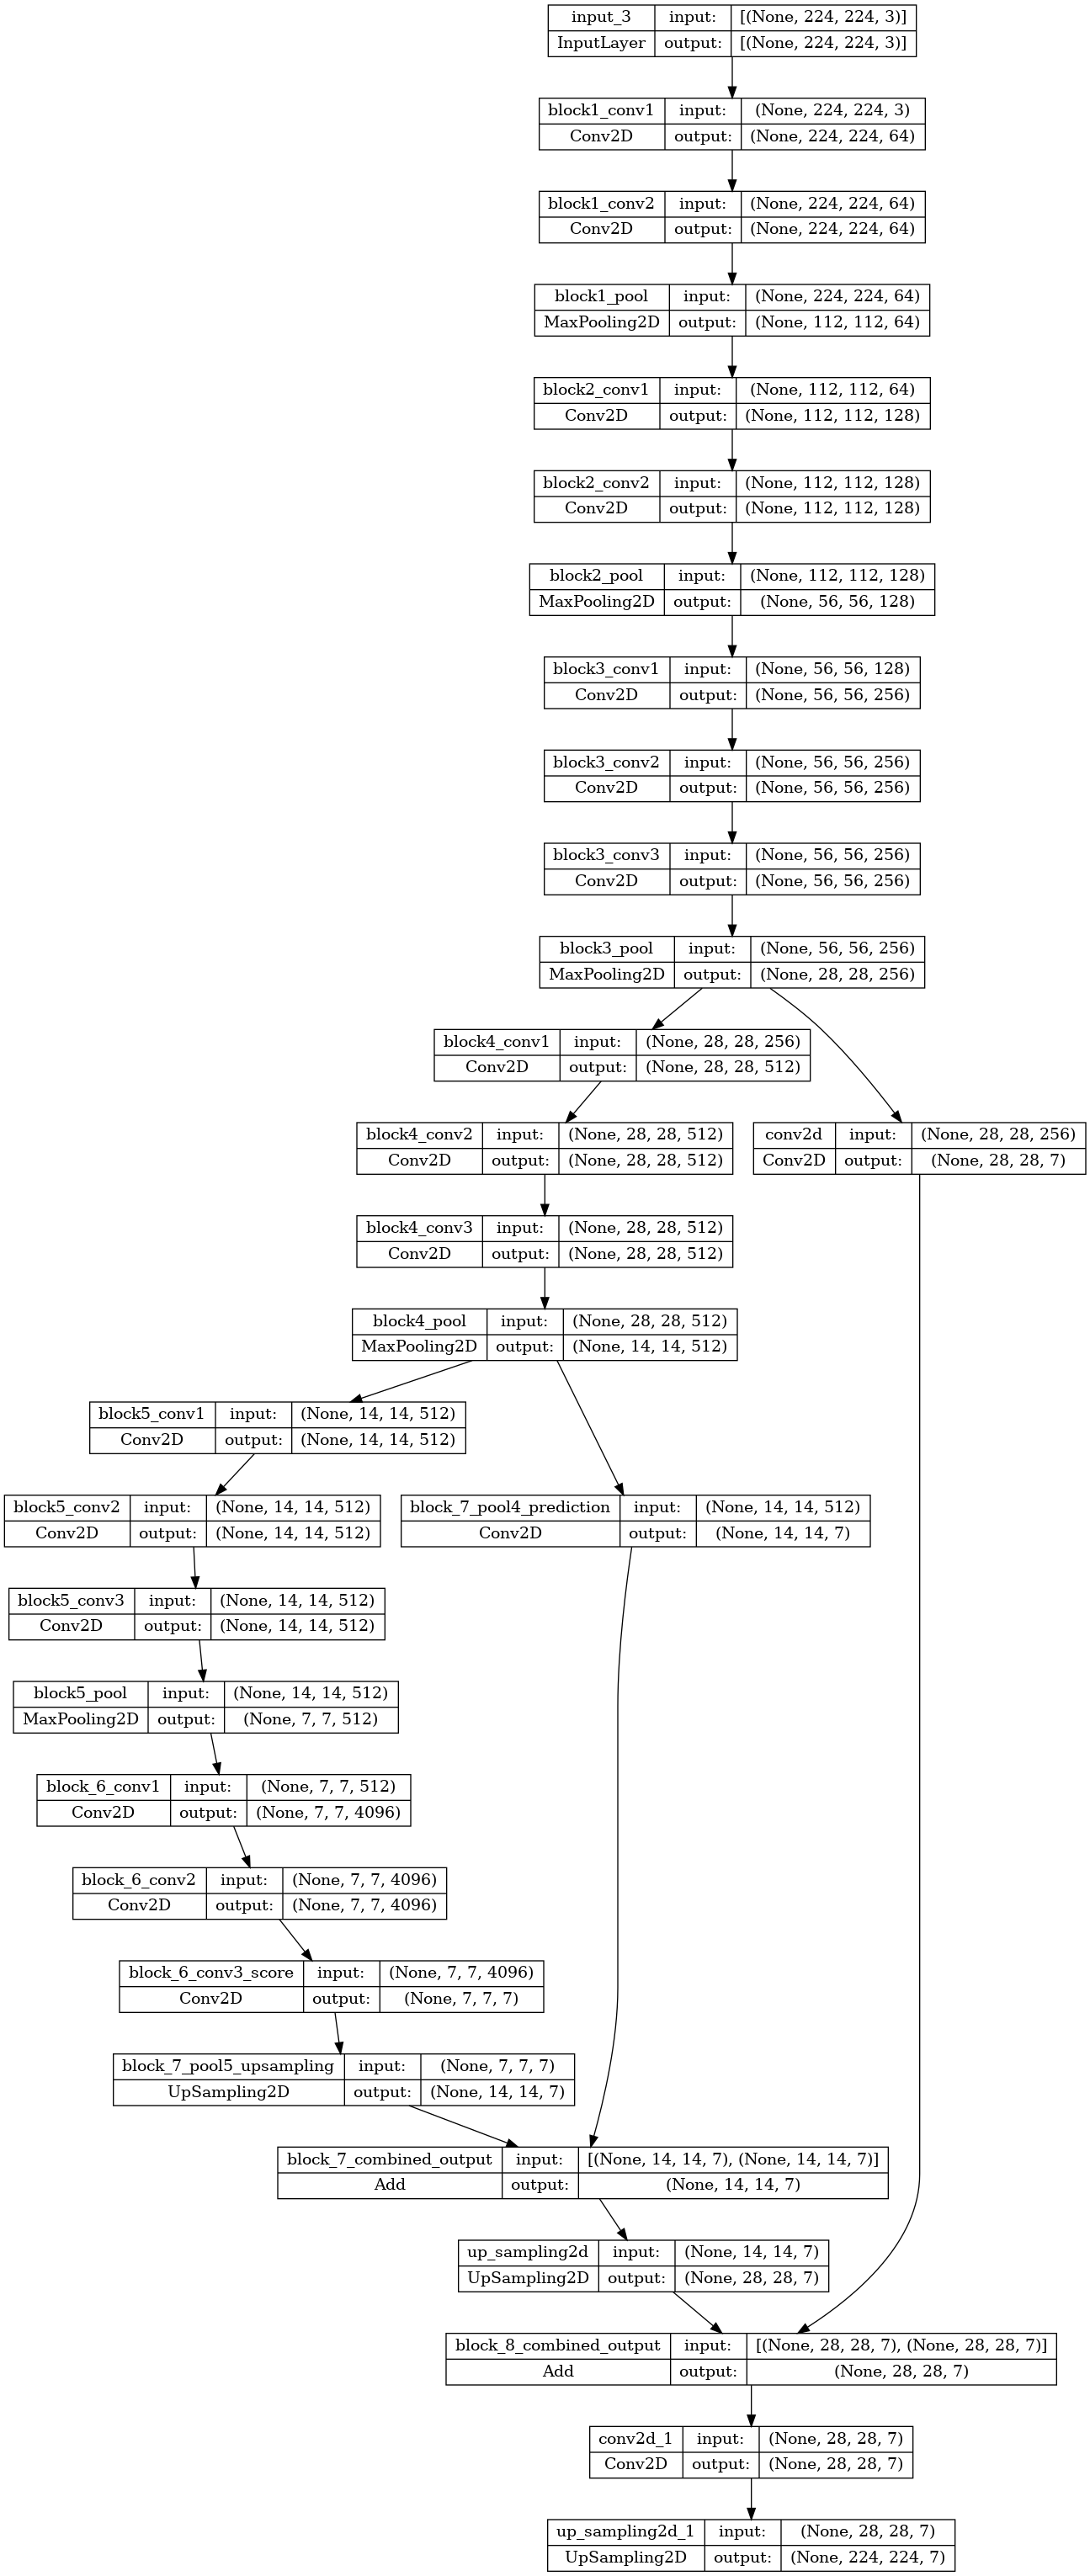 input_3 input: [(None, 224, 224, 3)]
InputLayer output: [(None, 224, 224, 3)]
block1_conv1 input: (None, 224, 224, 3)
Conv2D output: (None, 224, 224, 64)
block1_conv2 input: (None, 224, 224, 64)
Conv2D output: (None, 224, 224, 64)
block1_pool input: (None, 224, 224, 64)
MaxPooling2D output: (None, 112, 112, 64)
block2_conv1 input: (None, 112, 112, 64)
Conv2D output: (None, 112, 112, 128)
block2_conv2 input: (None, 112, 112, 128)
Conv2D output: (None, 112, 112, 128)
block2_pool input: (None, 112, 112, 128)
MaxPooling2D output: (None, 56, 56, 128)
block3_conv1 input: (None, 56, 56, 128)
Conv2D output: (None, 56, 56, 256)
block3_conv2 input: (None, 56, 56, 256)
Conv2D output: (None, 56, 56, 256)
block3_conv3 input: (None, 56, 56, 256)
Conv2D output: (None, 56, 56, 256)
block3_pool input: (None, 56, 56, 256)
MaxPooling2D output: (None, 28, 28, 256)
block4_conv1 input: (None, 28, 28, 256)
Conv2D output: (None, 28, 28, 512)
block4_conv2 input: (None, 28, 28, 512)
Conv2D output: (None, 28, 28, 512)
conv2d input: (None, 28, 28, 256)
Conv2D output: (None, 28, 28, 7)
block4_conv3 input: (None, 28, 28, 512)
Conv2D output: (None, 28, 28, 512)
block4_pool input: (None, 28, 28, 512)
MaxPooling2D output: (None, 14, 14, 512)
block5_conv1 input: (None, 14, 14, 512)
Conv2D output: (None, 14, 14, 512)
block5_conv2 input: (None, 14, 14, 512)
Conv2D output: (None, 14, 14, 512)
block_7_pool4_prediction input: (None, 14, 14, 512)
Conv2D output: (None, 14, 14, 7)
block5_conv3 input: (None, 14, 14, 512)
Conv2D output: (None, 14, 14, 512)
block5_pool input: (None, 14, 14, 512)
MaxPooling2D output: (None, 7, 7, 512)
block_6_conv1 input: (None, 7, 7, 512)
Conv2D output: (None, 7, 7, 4096)
block_6_conv2 input: (None, 7, 7, 4096)
Conv2D output: (None, 7, 7, 4096)
block_6_conv3_score input: (None, 7, 7, 4096)
Conv2D output: (None, 7, 7, 7)
block_7_pool5_upsampling input: (None, 7, 7, 7)
UpSampling2D output: (None, 14, 14, 7)
block_7_combined_output input: [(None, 14, 14, 7), (None, 14, 14, 7)]
Add output: (None, 14, 14, 7)
up_sampling2d input: (None, 14, 14, 7)
UpSampling2D output: (None, 28, 28, 7)
block_8_combined_output input: [(None, 28, 28, 7), (None, 28, 28, 7)]
Add output: (None, 28, 28, 7)
conv2d_1 input: (None, 28, 28, 7)
Conv2D output: (None, 28, 28, 7)
up_sampling2d_1 input: (None, 28, 28, 7)
UpSampling2D output: (None, 224, 224, 7)